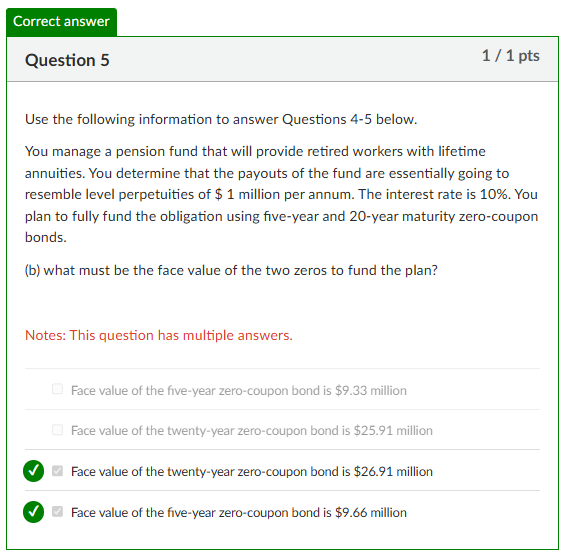 Correct answer
Question 5
1 / 1 pts
Use the following information to answer Questions 4-5 below.
You manage a pension fund that will provide retired workers with lifetime
annuities. You determine that the payouts of the fund are essentially going to
resemble level perpetuities of $ 1 million per annum. The interest rate is 10%. You
plan to fully fund the obligation using five-year and 20-year maturity zero-coupon
bonds.
(b) what must be the face value of the two zeros to fund the plan?
Notes: This question has multiple answers.
Face value of the five-year zero-coupon bond is $9.33 million
Face value of the twenty-year zero-coupon bond is $25.91 million
Face value of the twenty-year zero-coupon bond is $26.91 million
Face value of the five-year zero-coupon bond is $9.66 million